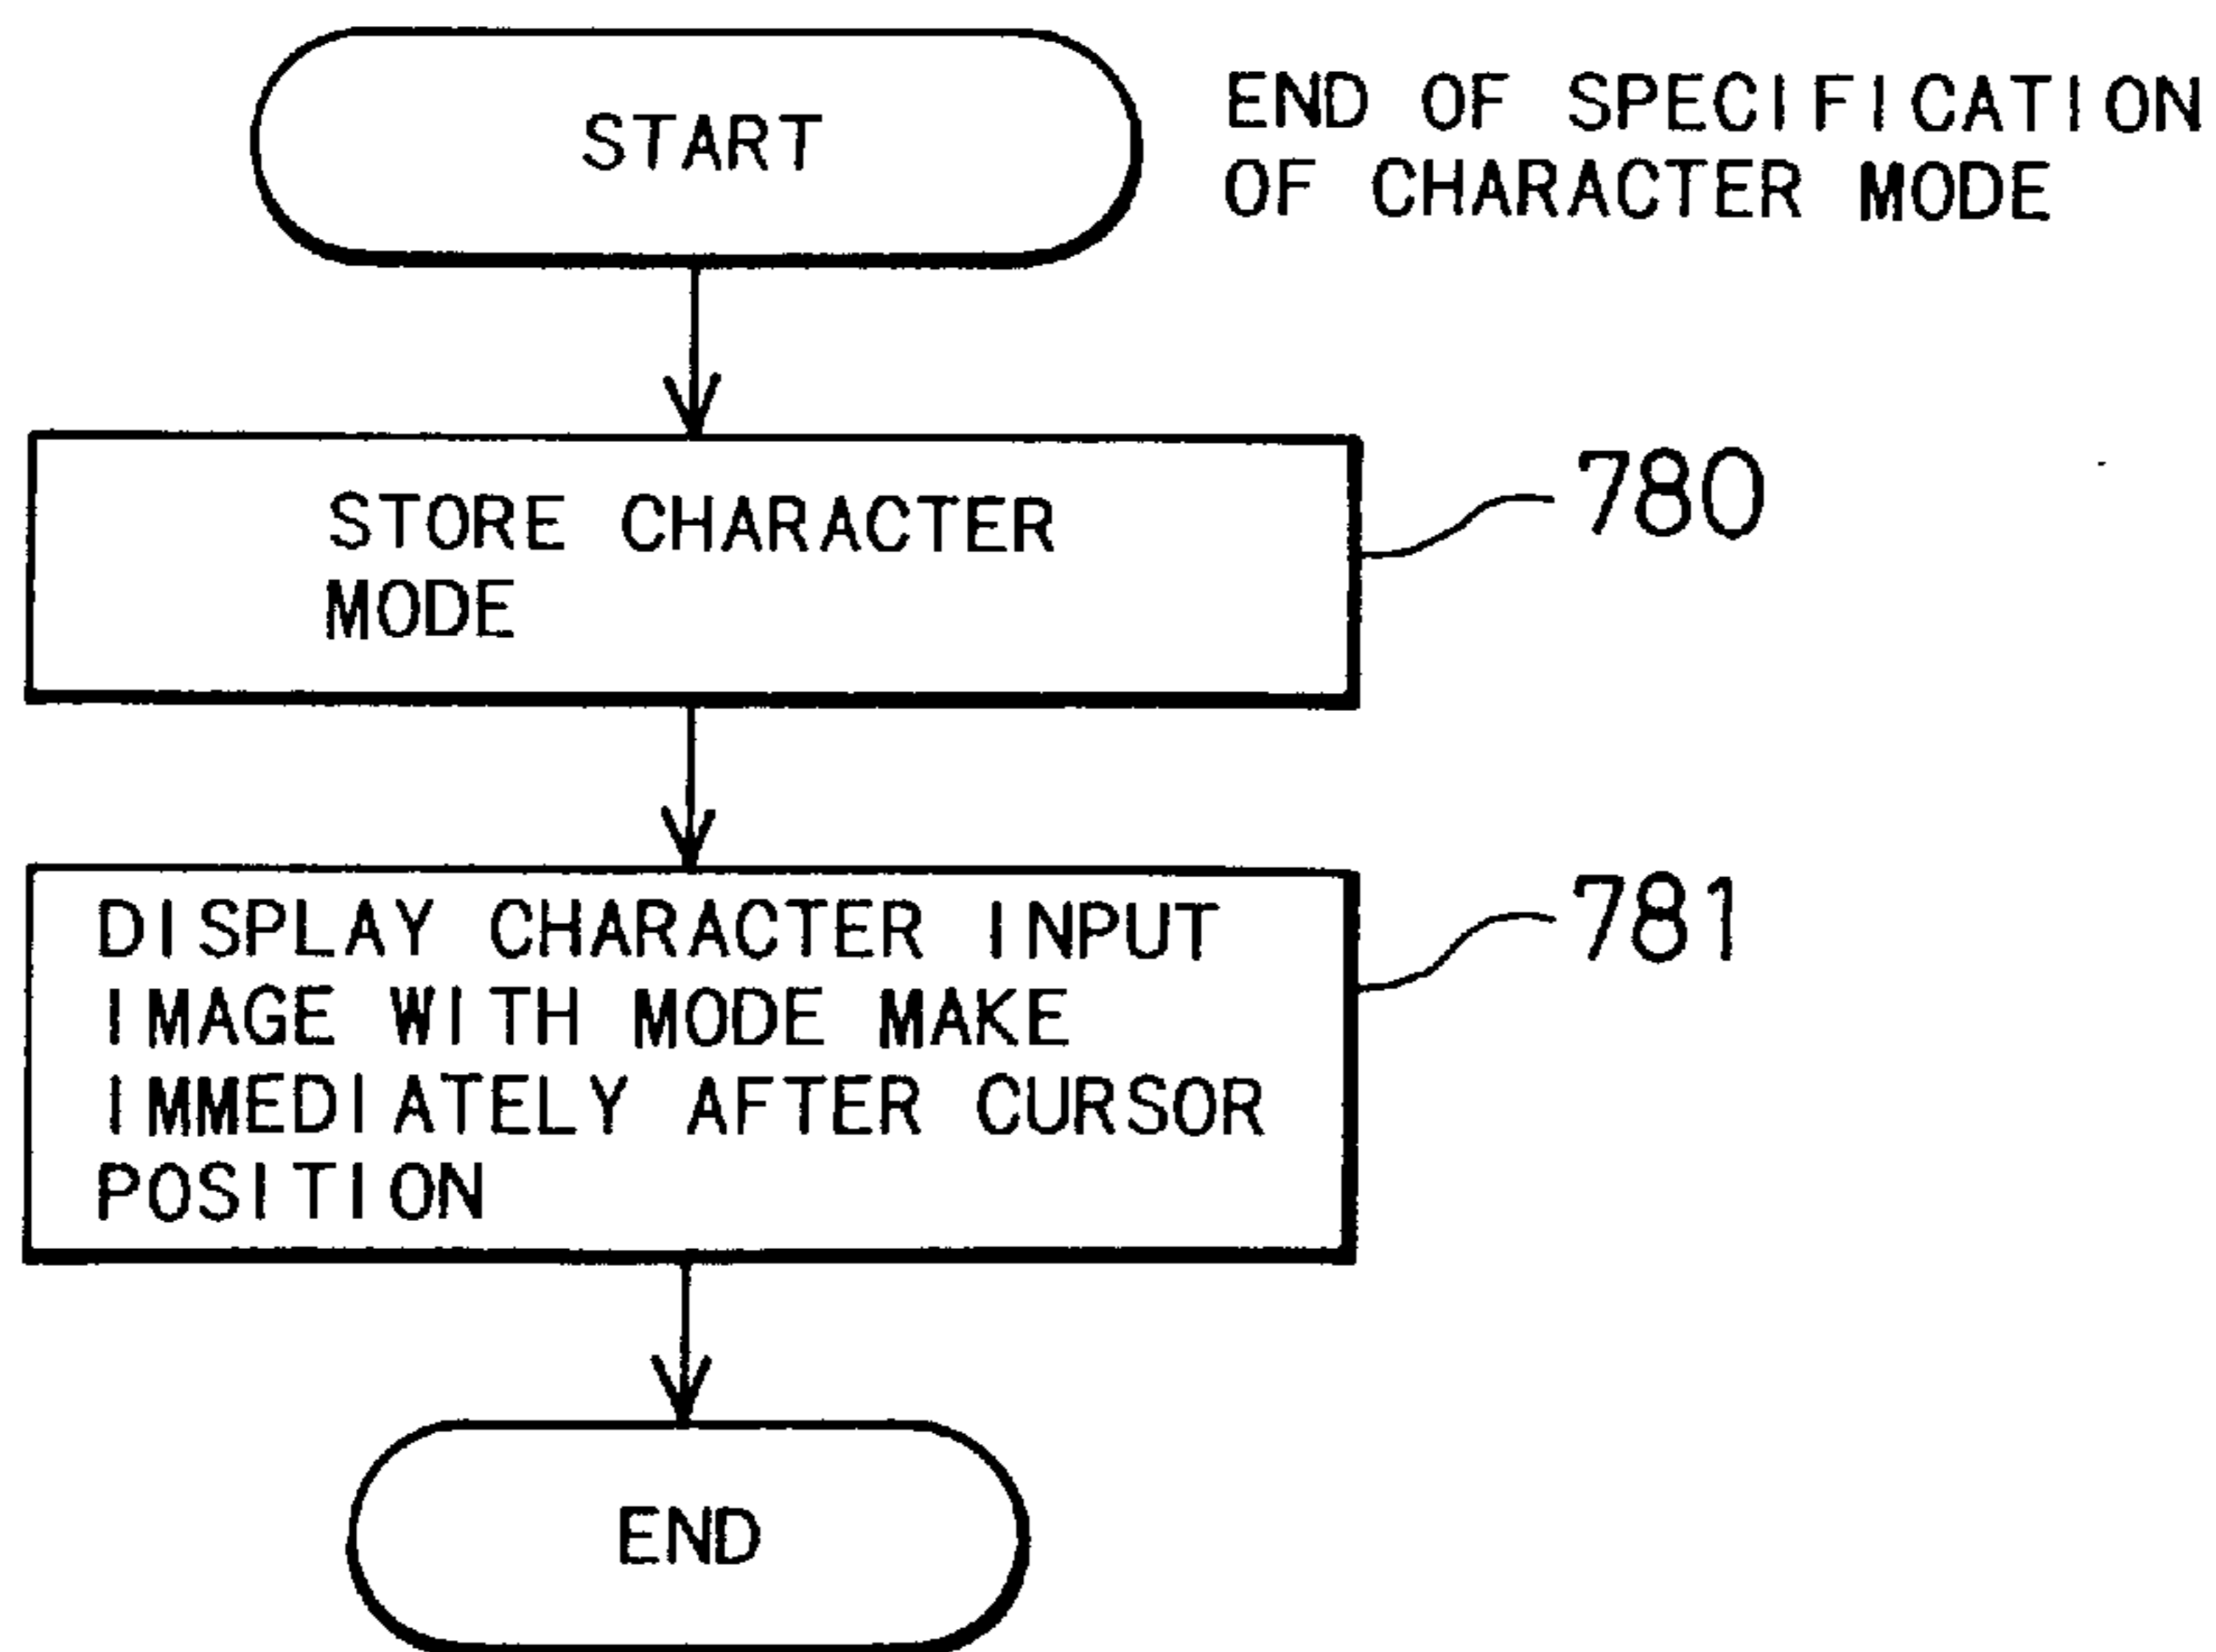 START
END OF SPECIFICATION
OF CHARACTER MODE
STORE CHARACTER
MODE
780
DISPLAY CHARACTER INPUT
IMAGE WITH MODE MAKE
IMMEDIATELY AFTER CURSOR
POSITION
781
END